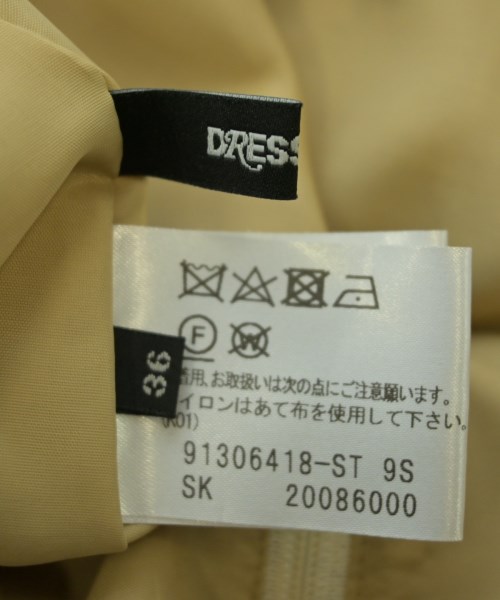 DRESS
36
F
W
着用、お取扱いは次の点にご注意願います。
イロンはあて布を使用して下さい。
01)
91306418-ST 9S
SK 20086000